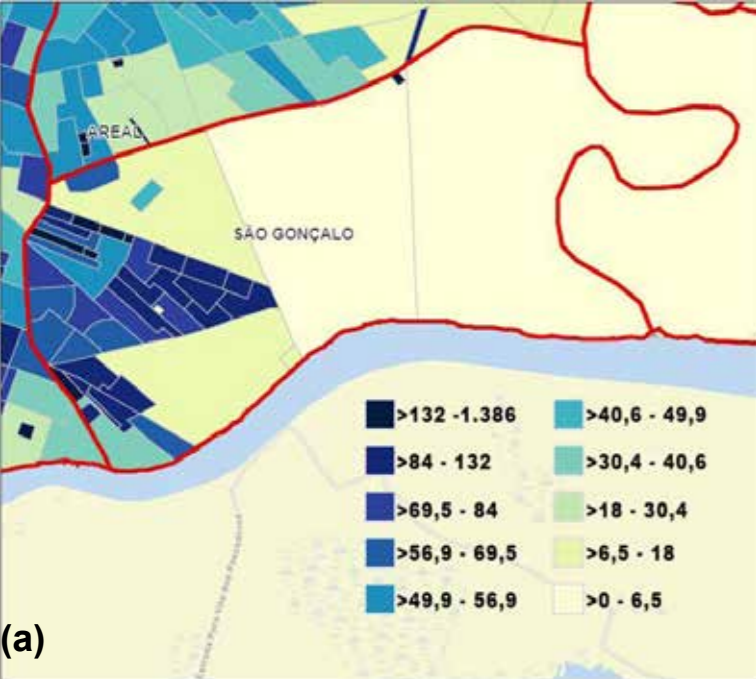 AREAL
SÃO GONÇALO
>132 -1.386
>84 - 132
>69,5 - 84
>56,9 - 69,5
>49,9 - 56,9
>40,6 - 49,9
>30,4 - 40,6
>18 - 30,4
>6,5 - 18
>0 - 6,5
(a)